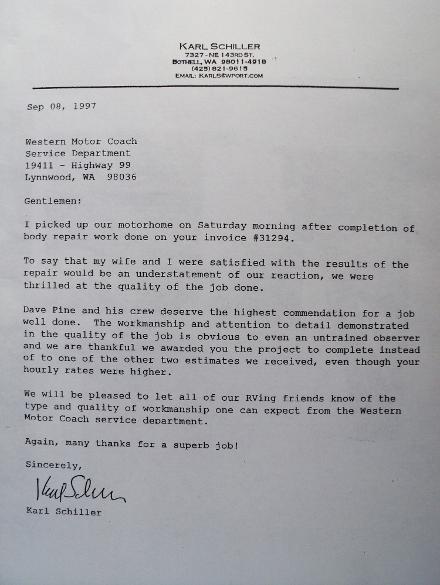 KARL SCHILLER
7327-NE 143RD ST.
BOTHELL, WA 98011-4918
(425) 821-9615
EMAIL: KARLS@WPORT.COM
Sep 08, 1997
Western Motor Coach
Service Department
19411 - Highway 99
Lynnwood, WA 98036
Gentlemen:
I picked up our motorhome on Saturday morning after completion of
body repair work done on your invoice #31294.
To say that my wife and I were satisfied with the results of the
repair would be an understatement of our reaction, we were
thrilled at the quality of the job done.
Dave Pine and his crew deserve the highest commendation for a job
well done. The workmanship and attention to detail demonstrated
in the quality of the job is obvious to even an untrained observer
and we are thankful we awarded you the project to complete instead
of to one of the other two estimates we received, even though your
hourly rates were higher.
We will be pleased to let all of our RVing friends know of the
type and quality of workmanship one can expect from the Western
Motor Coach service department.
Again, many thanks for a superb job!
Sincerely,
Karl Schiller
Karl Schiller